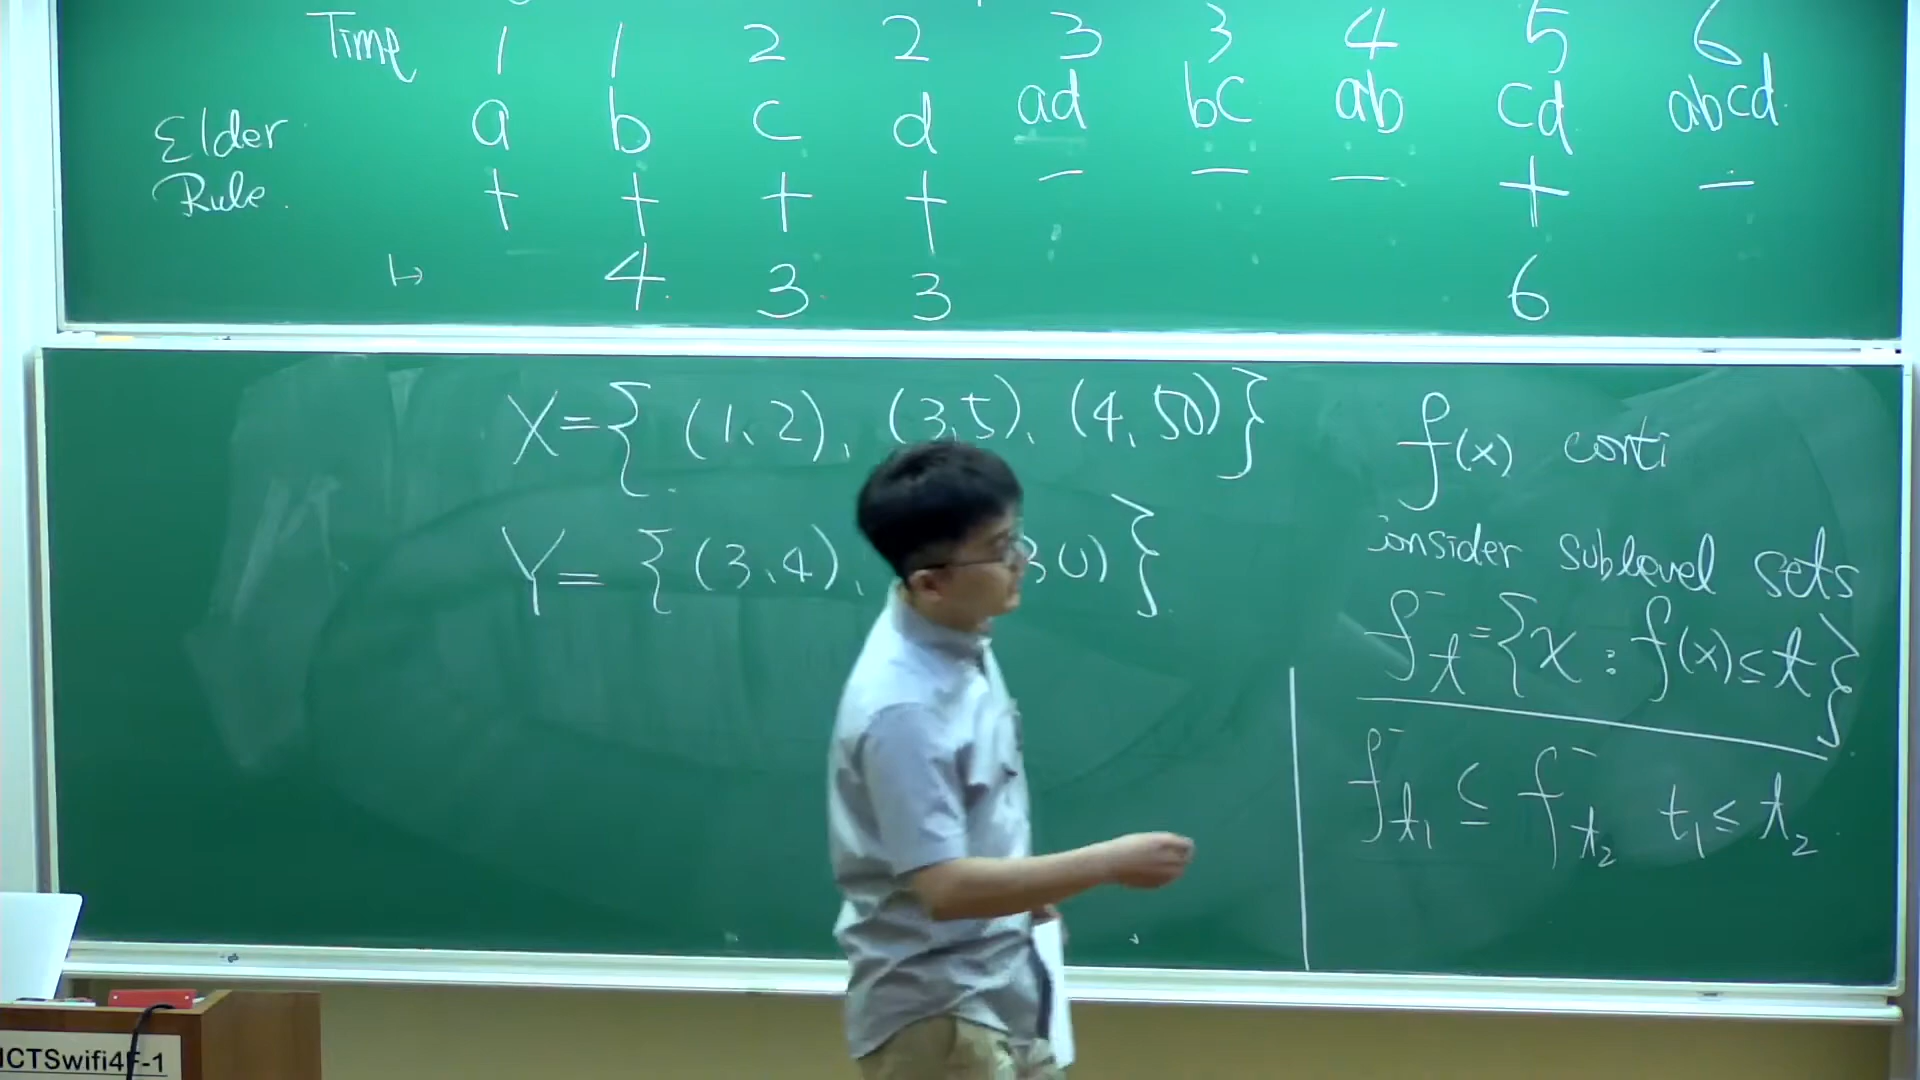 Time 1 1 2 2 3 3 4 5 6
Elder a b c d ad bc ab cd abcd
Rule. + + + + − − − + −
↦ 4 3 3 6
X={ (1,2), (3,5), (4,50)}
Y= {(3,4), 30)}
f(x) conti
consider sublevel sets
f⁻ₜ={x : f(x)≤t}
f⁻ₜ₁ ⊆ f⁻ₜ₂ t₁≤t₂
ICTSwifi4F-1